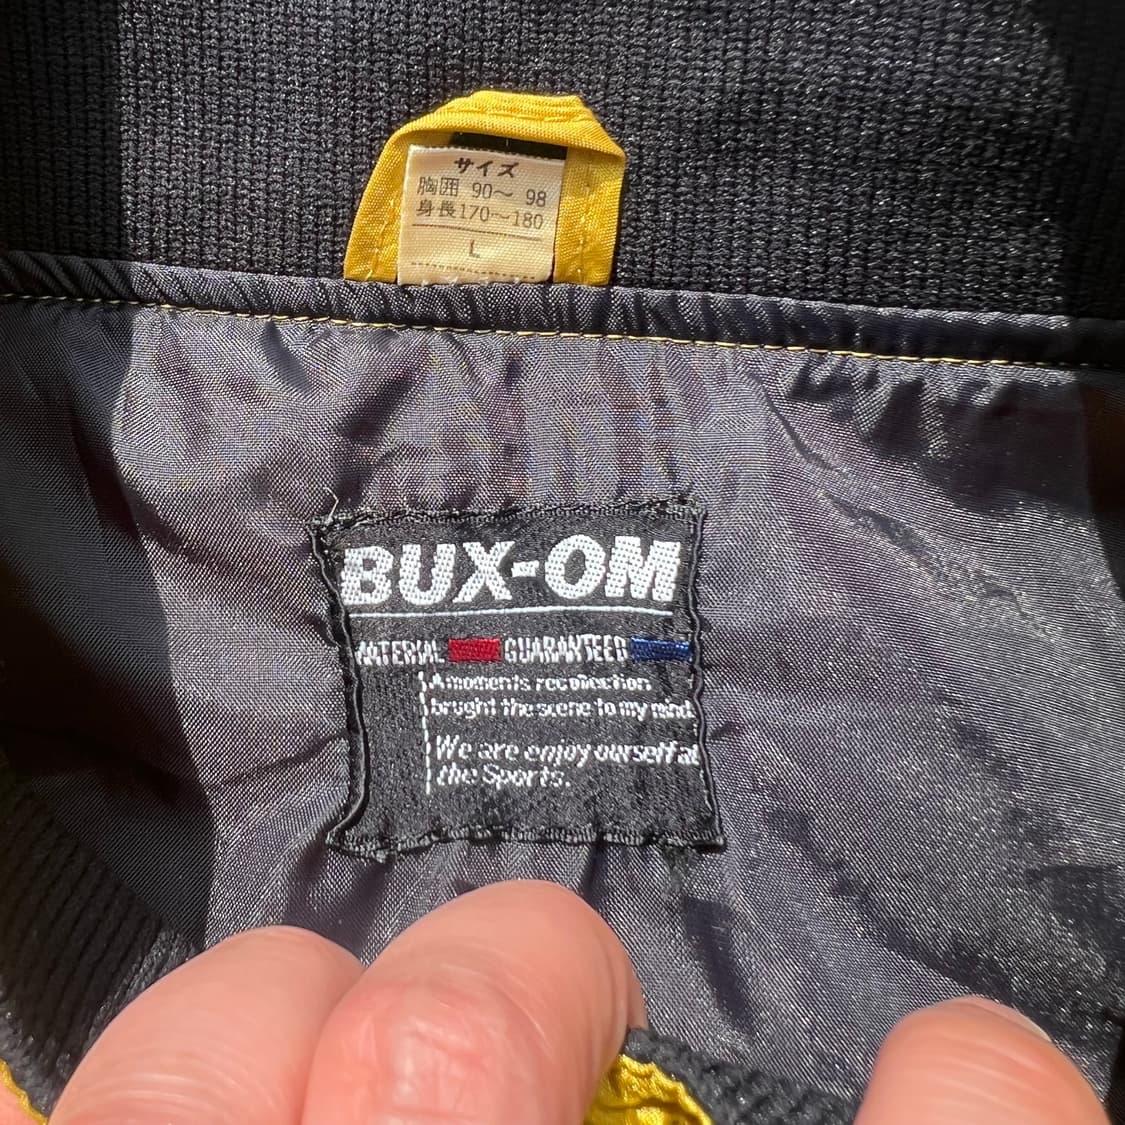 サイズ
胸囲 90〜 98
身長170〜180
L
BUX-OM
MATERIAL GUARANTEED
A moments recollection
brught the scene to my mind.
We are enjoy ourself at
the Sports.